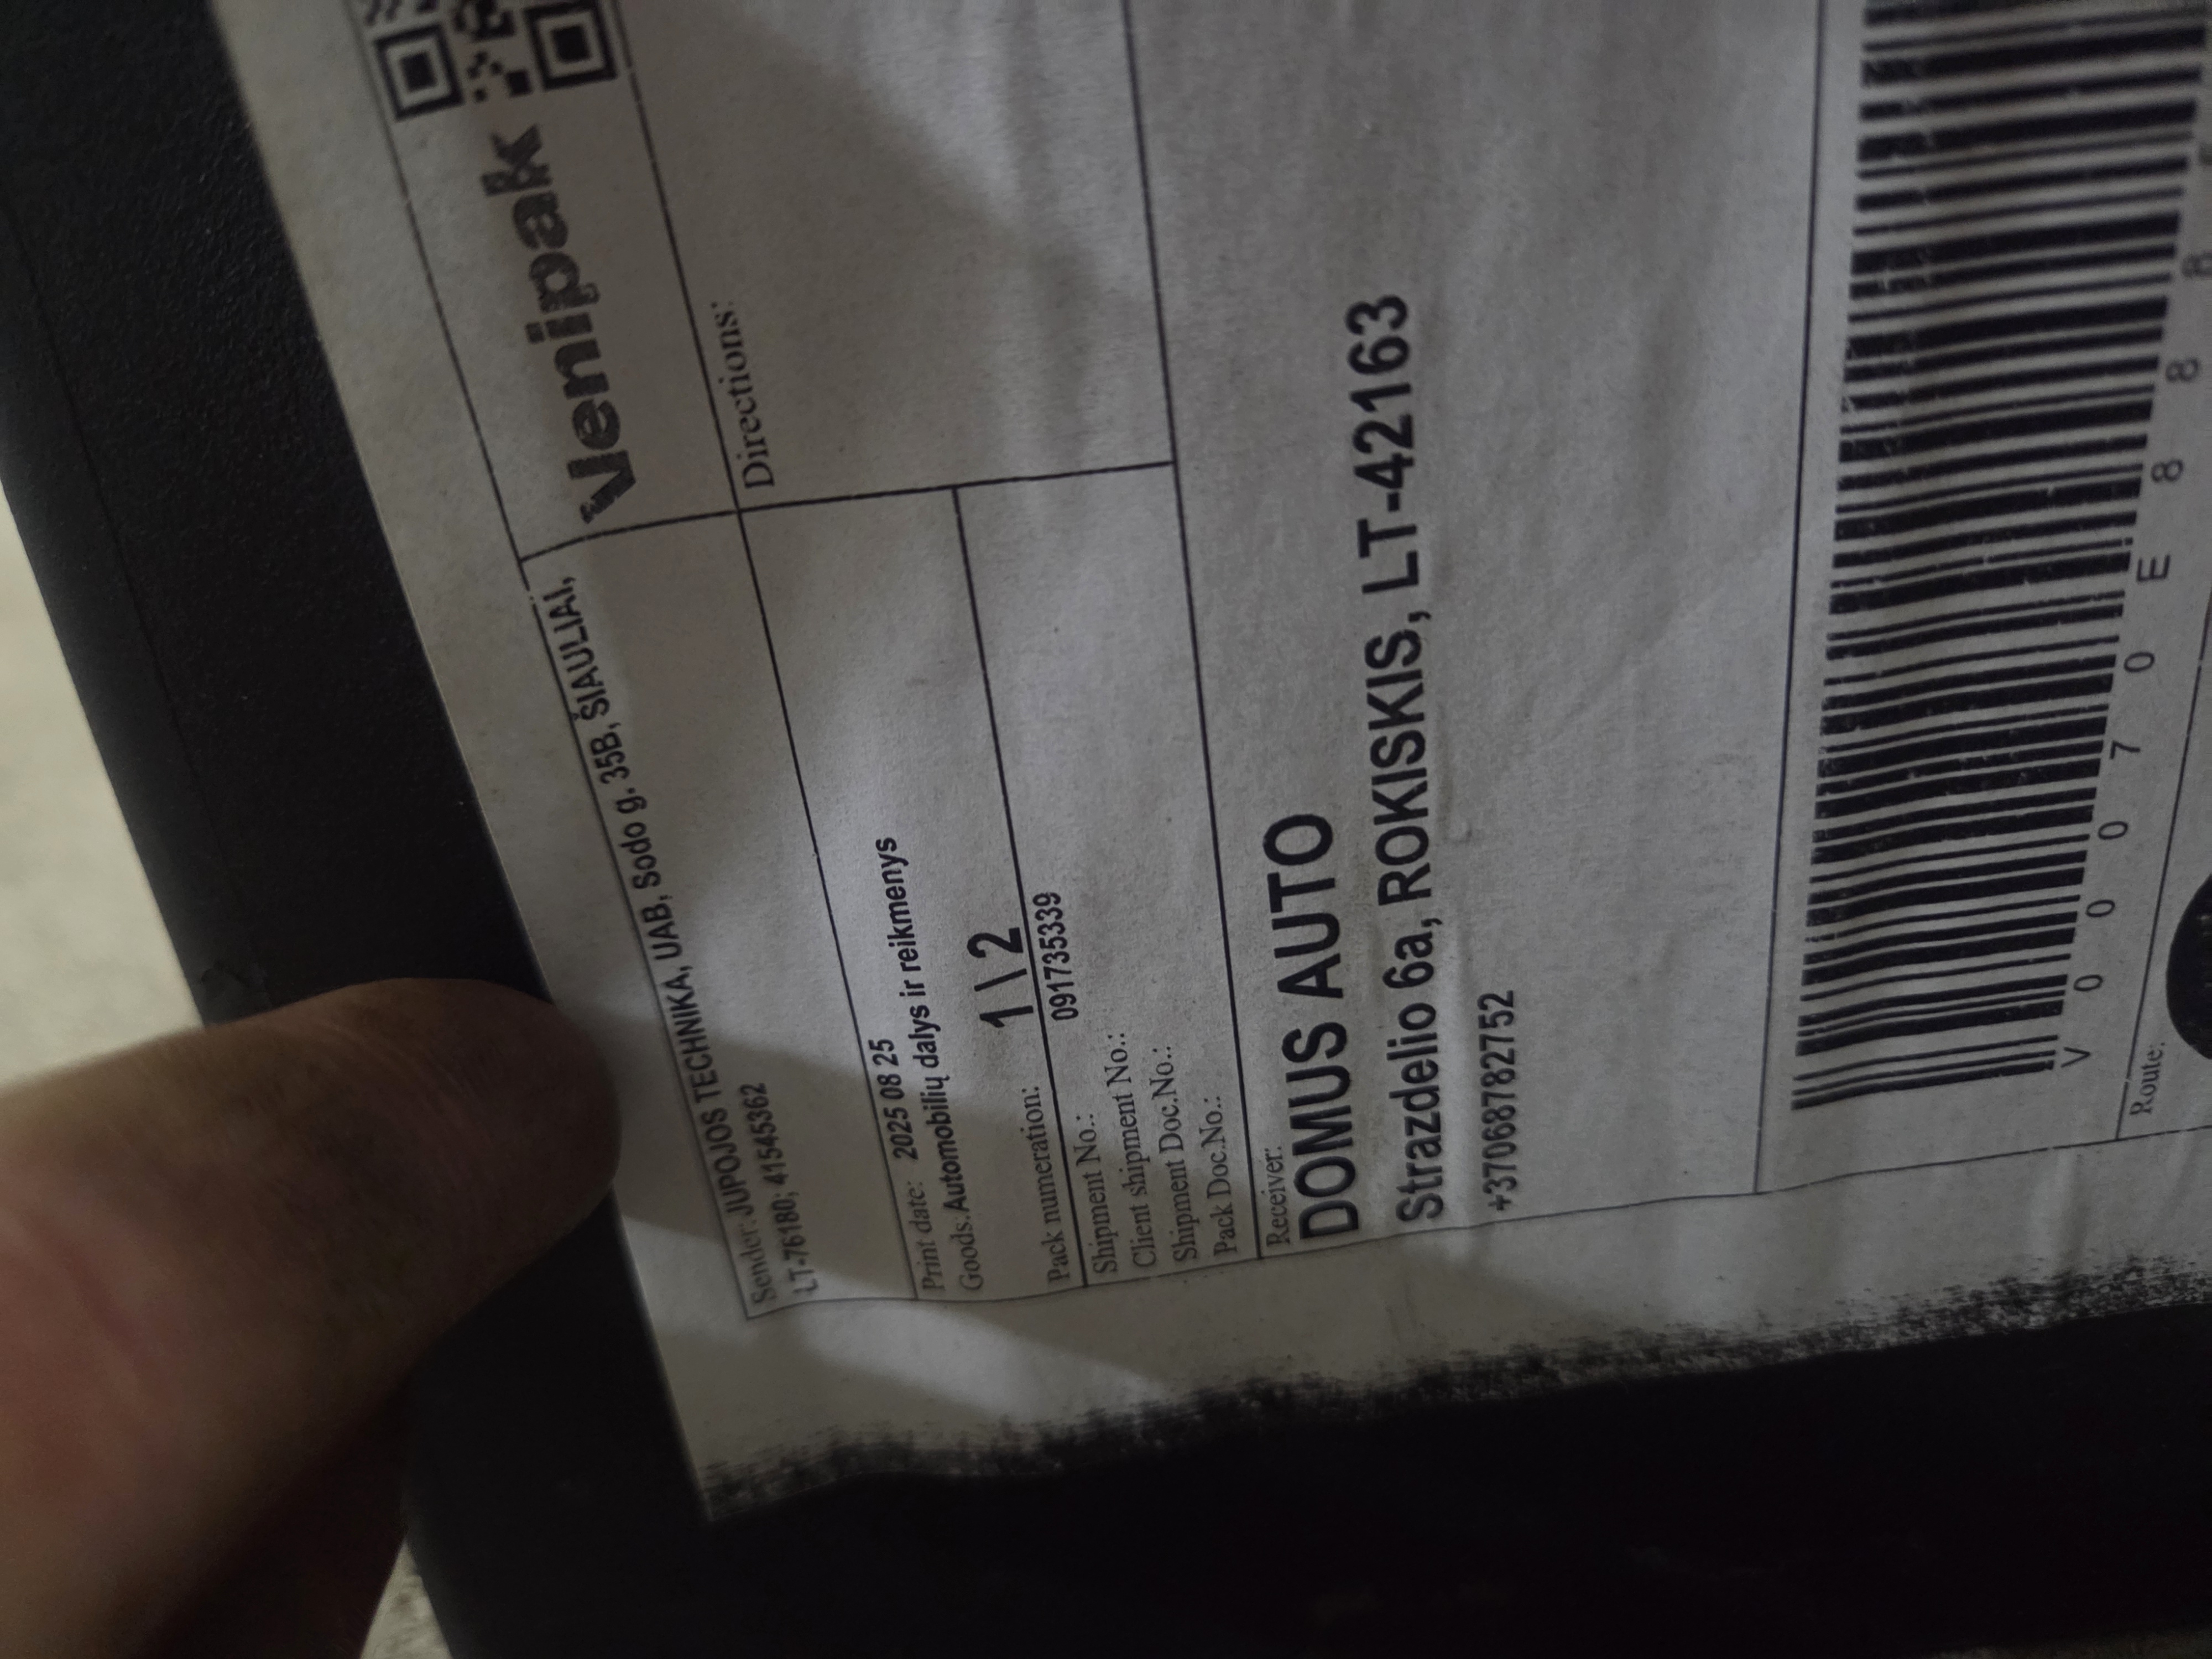 Sender: JUPOJOS TECHNIKA, UAB, Sodo g. 35B, ŠIAULIAI,
LT-76180; 41545362
Venipak
Print date: 2025 08 25
Goods: Automobilių dalys ir reikmenys
Directions:
Pack numeration: 1\2
Shipment No.: 091735339
Client shipment No.:
Shipment Doc.No.:
Pack Doc.No.:
Receiver:
DOMUS AUTO
Strazdelio 6a, ROKISKIS, LT-42163
+37068782752
V 0 0 0 7 0 E 8 8 8
Route: